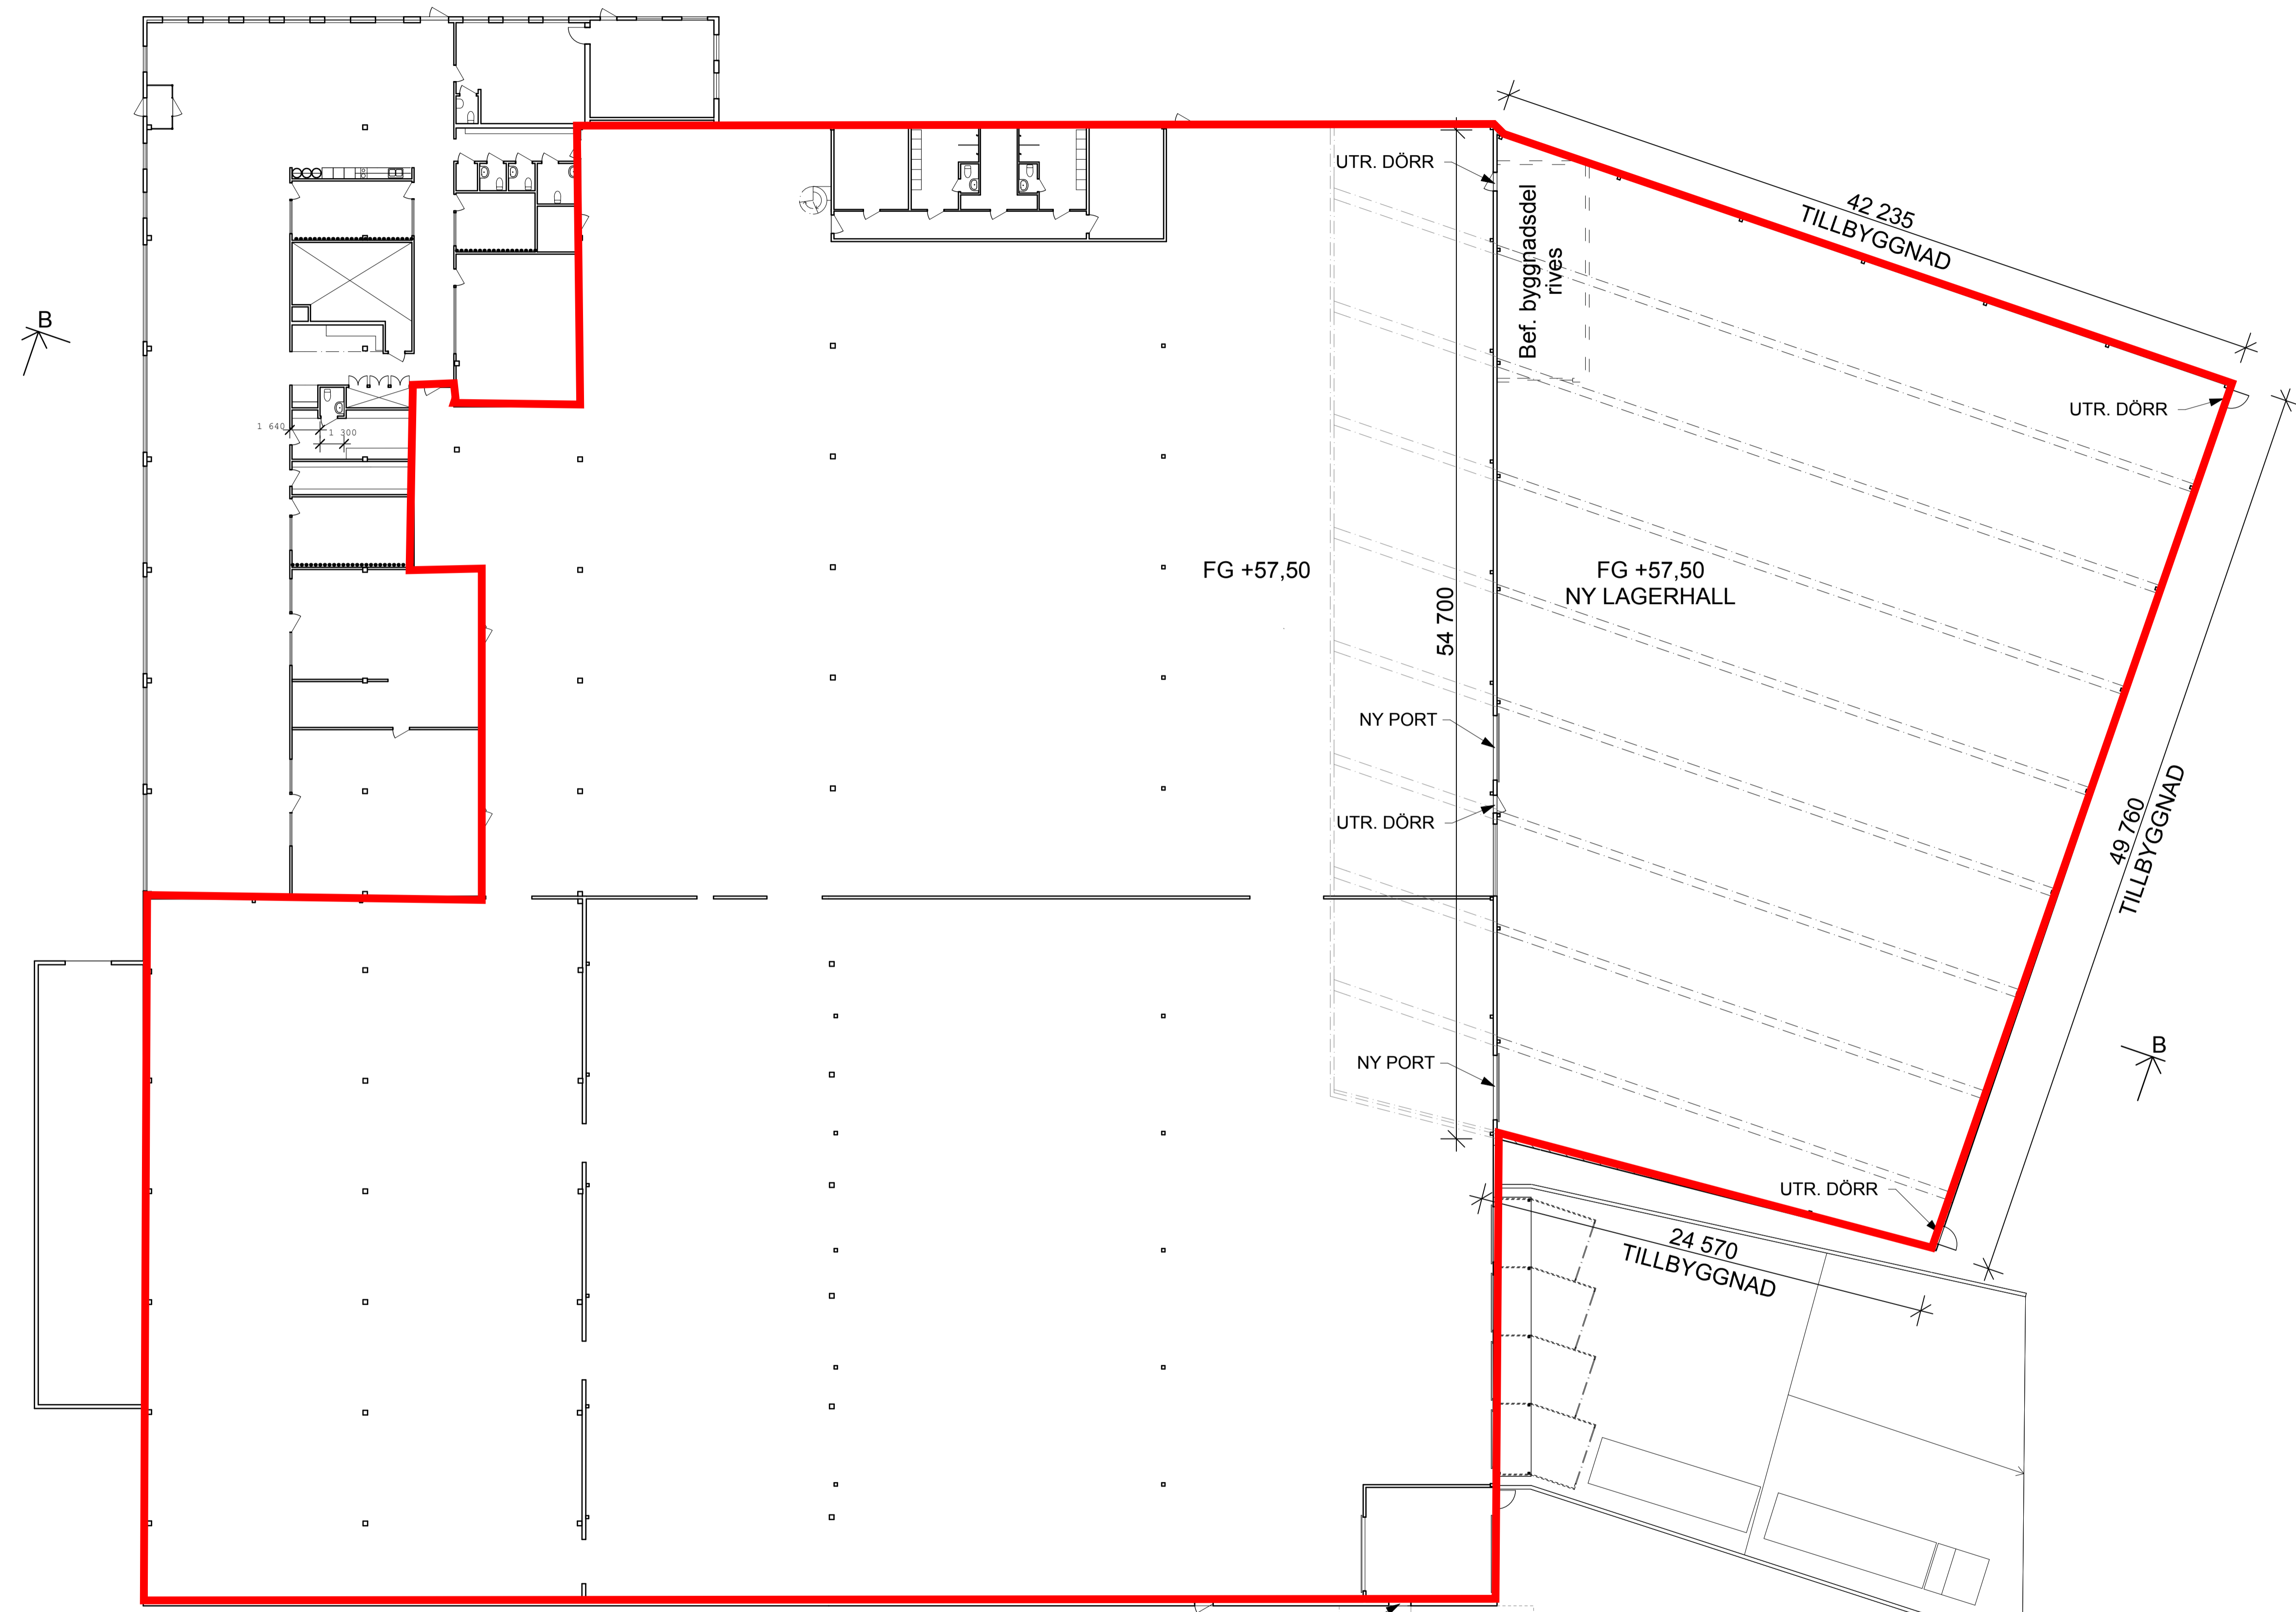 UTR. DÖRR
Bef. byggnadsdel
rives
42 235
TILLBYGGNAD
B
UTR. DÖRR
1 640
1 300
FG +57,50
54 700
FG +57,50
NY LAGERHALL
NY PORT
UTR. DÖRR
49 760
TILLBYGGNAD
NY PORT
B
UTR. DÖRR
24 570
TILLBYGGNAD